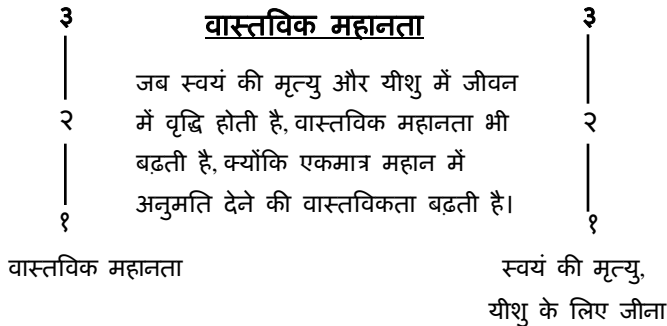 वास्तविक महानता
३ ३
जब स्वयं की मृत्यु और यीशु में जीवन
२ में वृद्धि होती है, वास्तविक महानता भी २
बढ़ती है, क्योंकि एकमात्र महान में
अनुमति देने की वास्तविकता बढ़ती है।
१ १
वास्तविक महानता स्वयं की मृत्यु,
यीशु के लिए जीना